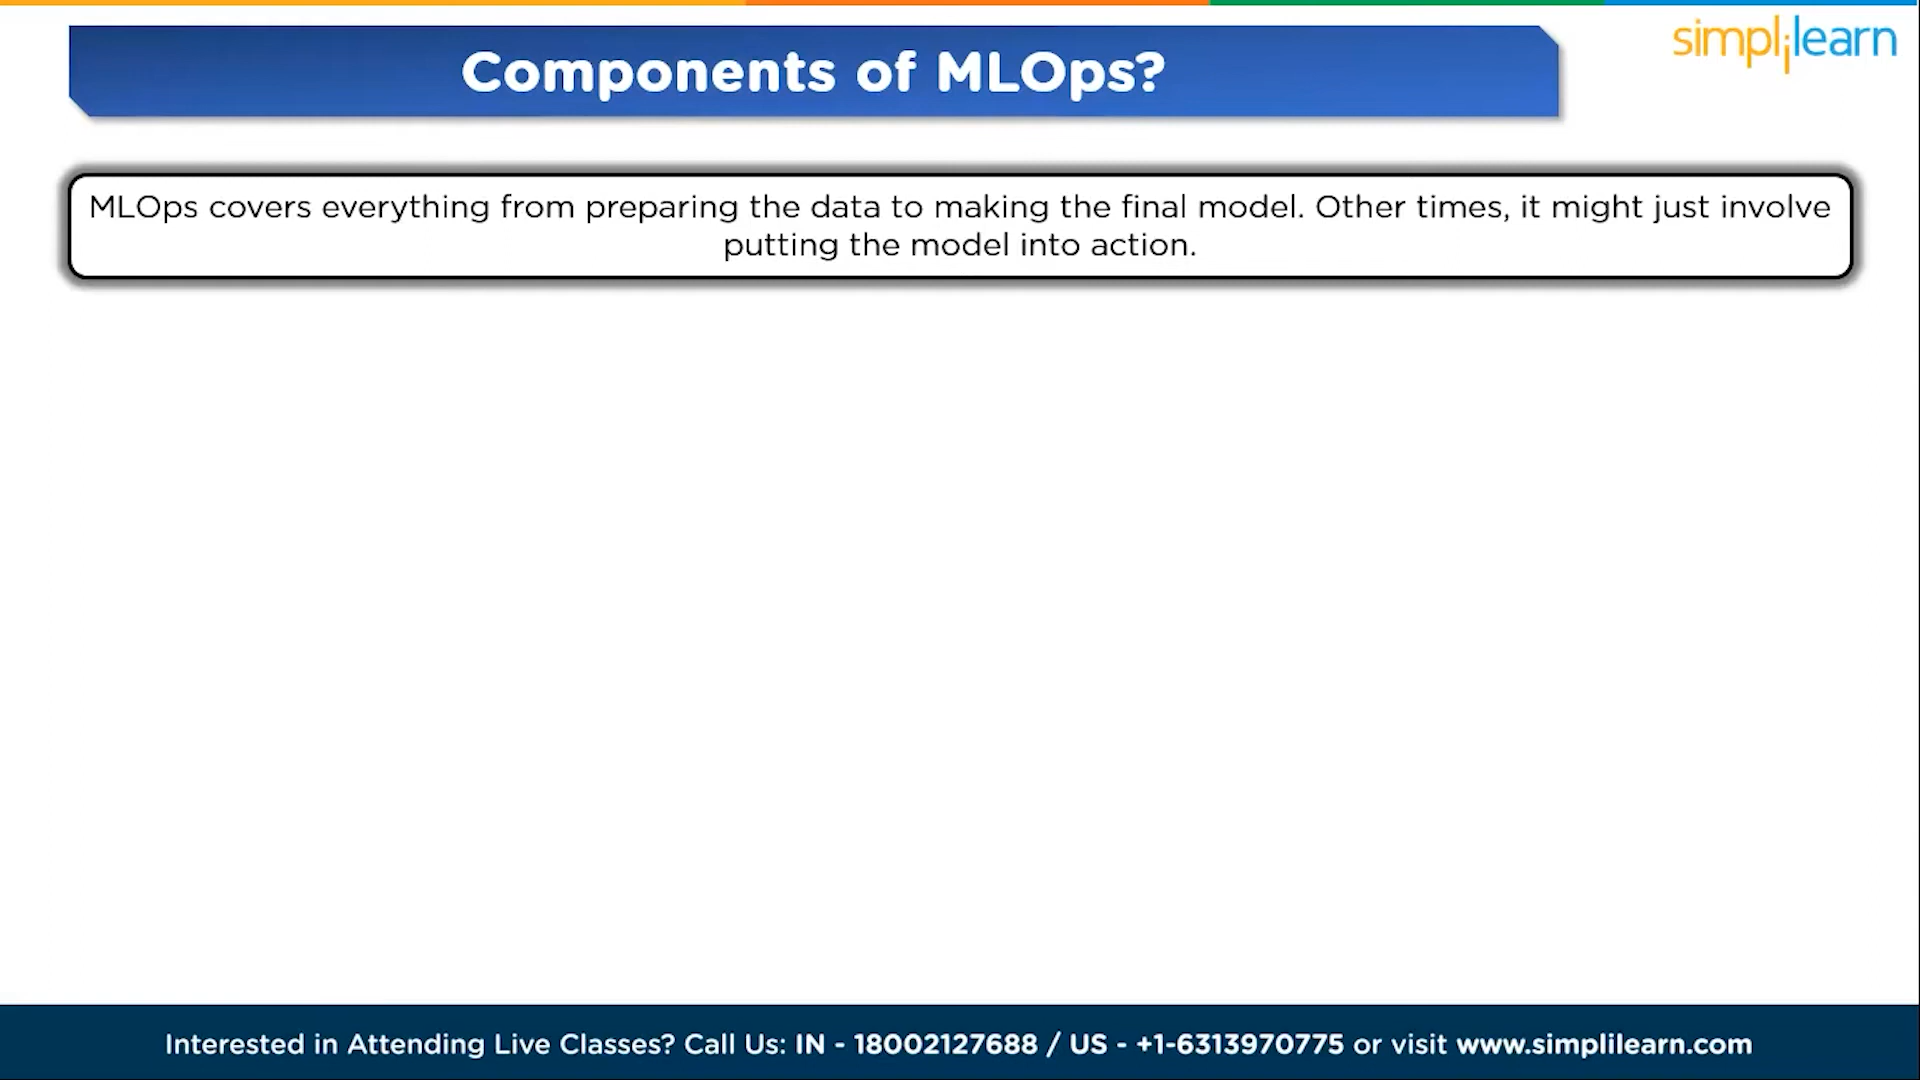 Components of MLOps?
simplilearn
MLOps covers everything from preparing the data to making the final model. Other times, it might just involve
putting the model into action.
Interested in Attending Live Classes? Call Us: IN - 18002127688 / US - +1-6313970775 or visit www.simplilearn.com